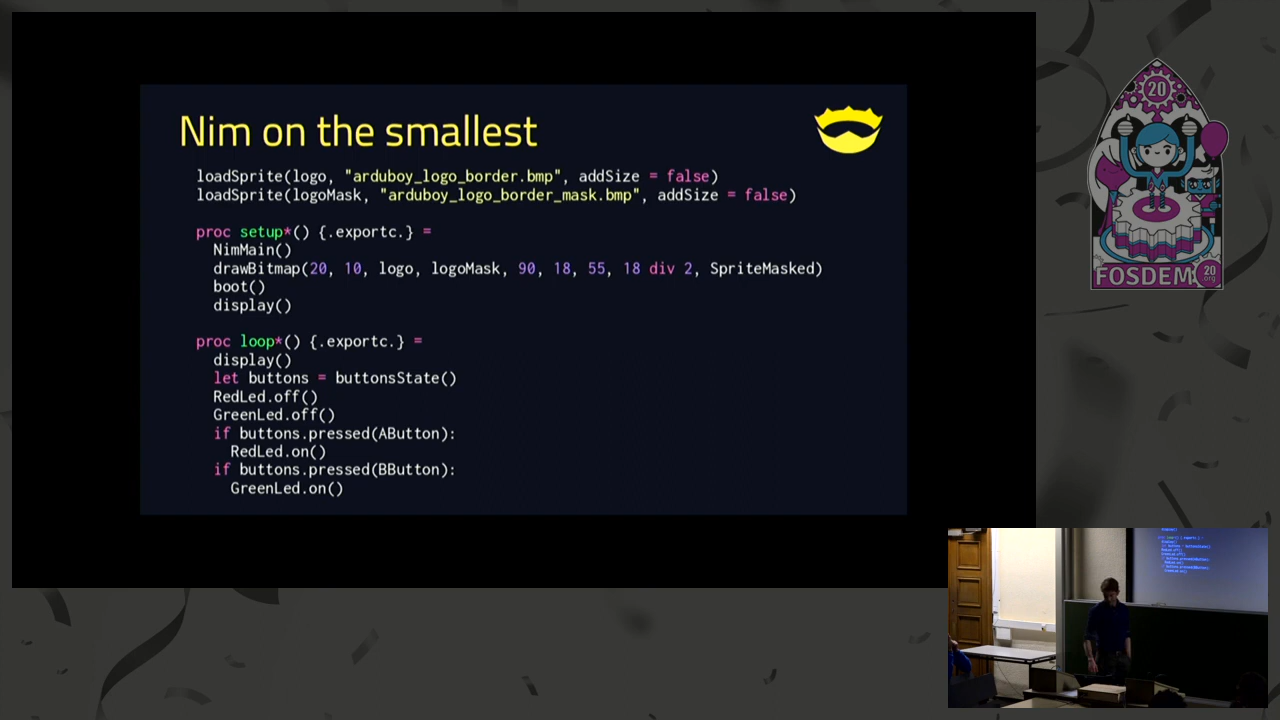 Nim on the smallest
loadSprite(logo, "arduboy_logo_border.bmp", addSize = false)
loadSprite(logoMask, "arduboy_logo_border_mask.bmp", addSize = false)
proc setup*() {.exportc.} =
NimMain()
drawBitmap(20, 10, logo, logoMask, 90, 18, 55, 18 div 2, SpriteMasked)
boot()
display()
proc loop*() {.exportc.} =
display()
let buttons = buttonsState()
RedLed.off()
GreenLed.off()
if buttons.pressed(AButton):
RedLed.on()
if buttons.pressed(BButton):
GreenLed.on()
20
FOSDEM
20
.org